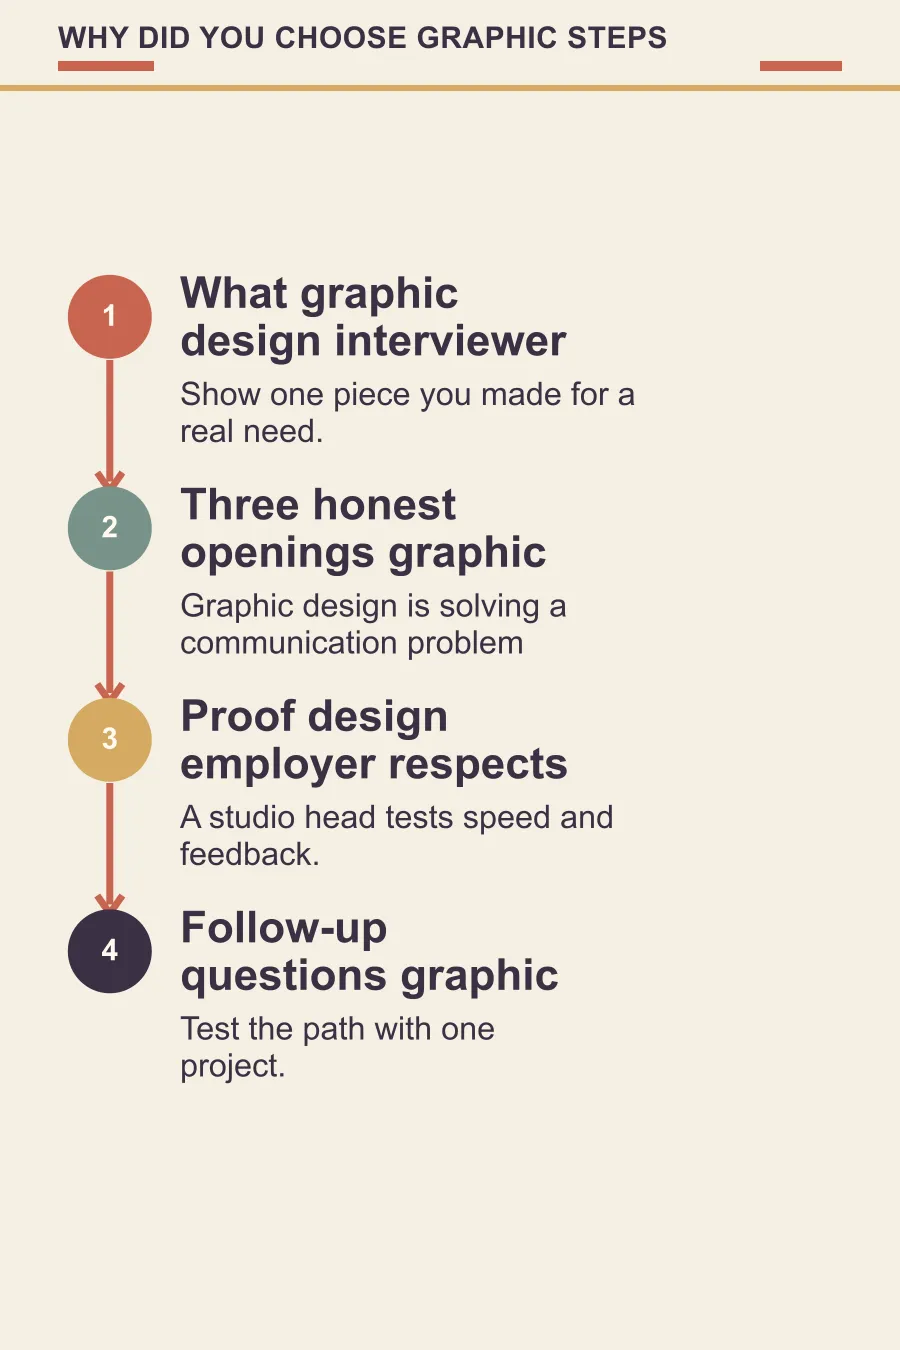 WHY DID YOU CHOOSE GRAPHIC STEPS
1
What graphic
design interviewer
Show one piece you made for a
real need.
2
Three honest
openings graphic
Graphic design is solving a
communication problem
3
Proof design
employer respects
A studio head tests speed and
feedback.
4
Follow-up
questions graphic
Test the path with one
project.